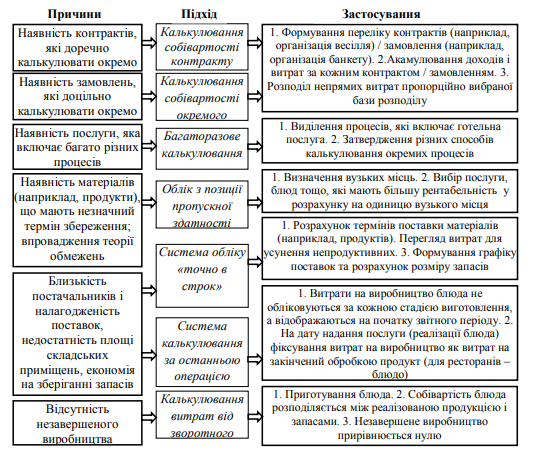 Причини
Підхід
Застосування
Наявність контрактів,
які доречно
калькулювати окремо
Калькулювання
собівартості
контракту
1. Формування переліку контрактів (наприклад,
організація весілля) / замовлення (наприклад,
організація банкету). 2.Акамулювання доходів і
витрат за кожним контрактом / замовленням. 3.
Розподіл непрямих витрат пропорційно вибраної
бази розподілу
Наявність замовлень,
які доцільно
калькулювати окремо
Калькулювання
собівартості
окремого
Наявність послуги, яка
включає багато різних
процесів
Багаторазове
калькулювання
1. Виділення процесів, які включає готельна
послуга. 2. Затвердження різних способів
калькулювання окремих процесів
Наявність матеріалів
(наприклад, продукти),
що мають незначний
термін збереження;
впровадження теорії
обмежень
Облік з позиції
пропускної
здатності
1. Визначення вузьких місць. 2. Вибір послуги,
блюд тощо, які мають більшу рентабельність у
розрахунку на одиницю вузького місця
Система обліку
«точно в
строк»
1. Розрахунок термінів поставки матеріалів
(наприклад, продуктів). Перегляд витрат для
усунення непродуктивних. 3. Формування графіку
поставок та розрахунок розміру запасів
Близькість
постачальників і
налагодженість
поставок,
недостатність площі
складських
приміщень, економія
на зберіганні запасів
Система
калькулювання
за останньою
операцією
1. Витрати на виробництво блюда не
обліковуються за кожною стадією виготовлення,
а відображаються на початку звітного періоду. 2.
На дату надання послуги (реалізації блюда)
фіксування витрат на виробництво як витрат на
закінчений обробкою продукт (для ресторанів –
блюдо)
Відсутність
незавершеного
виробництва
Калькулювання
витрат від
зворотного
1. Приготування блюда. 2. Собівартість блюда
розподіляється між реалізованою продукцією і
запасами. 3. Незавершене виробництво
прирівнюється нулю